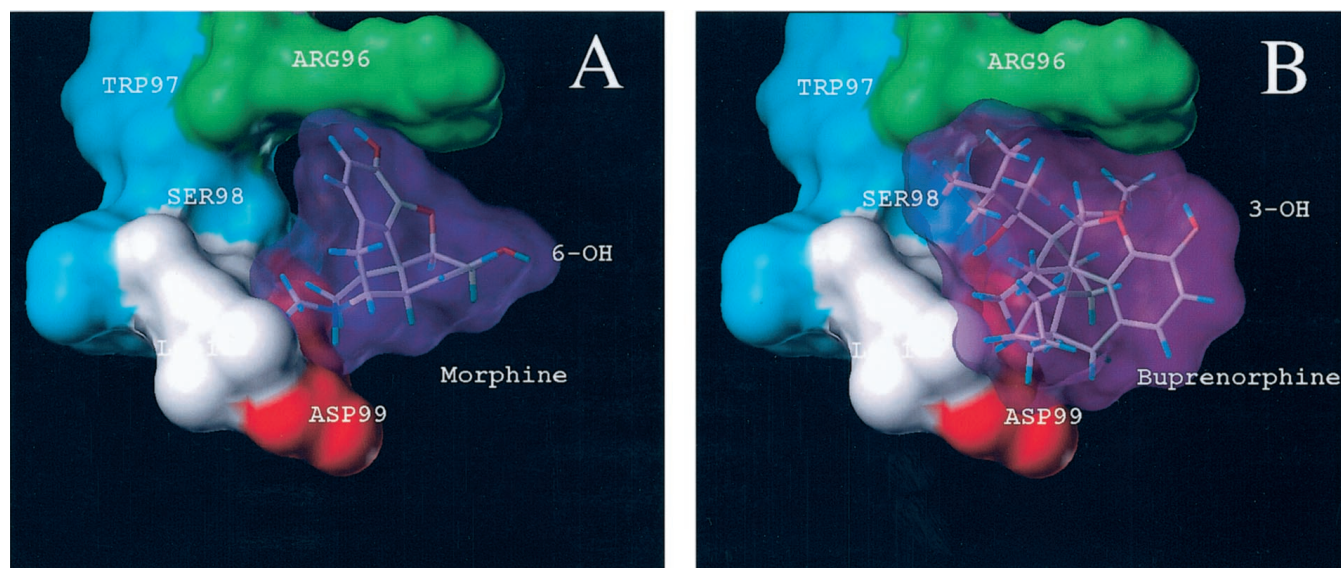 A
ARG96
TRP97
SER98
6-OH
Morphine
ASP99
B
ARG96
TRP97
SER98
3-OH
Buprenorphine
ASP99